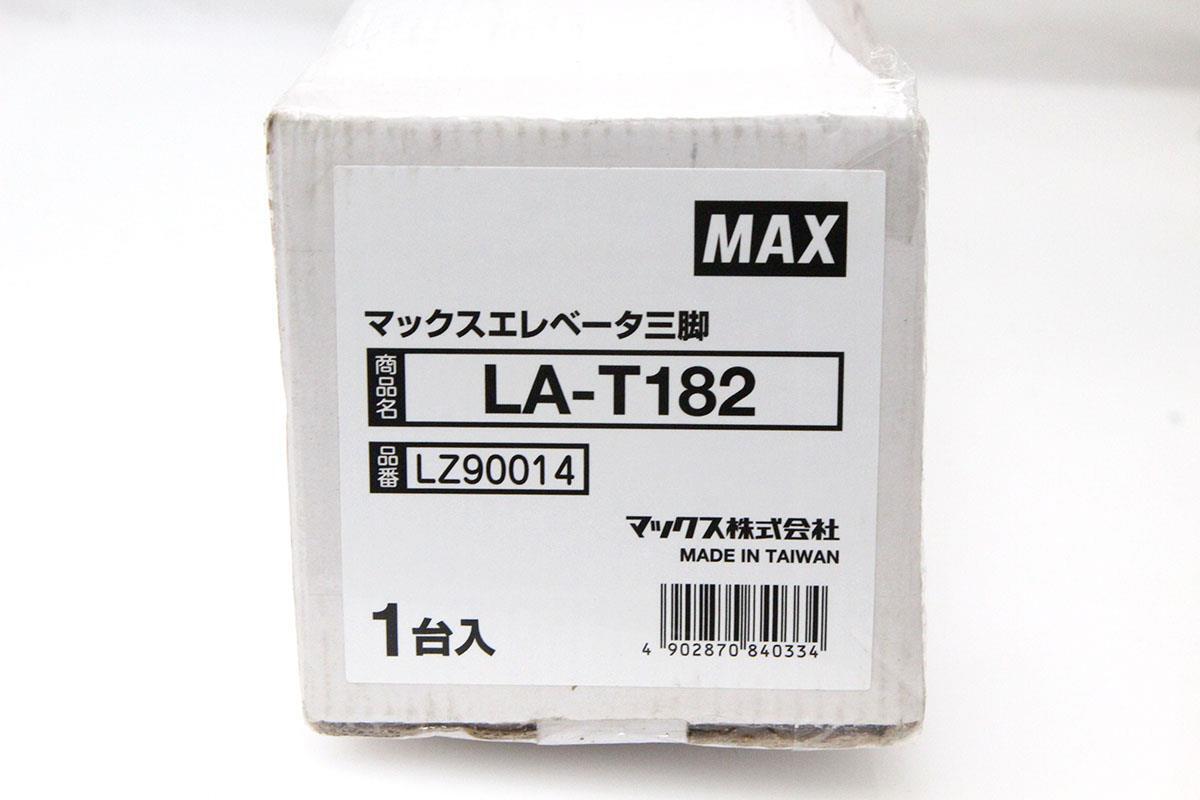 MAX
マックスエレベータ三脚
商品名 LA-T182
品番 LZ90014
マックス株式会社
MADE IN TAIWAN
1台入
4 902870 840334